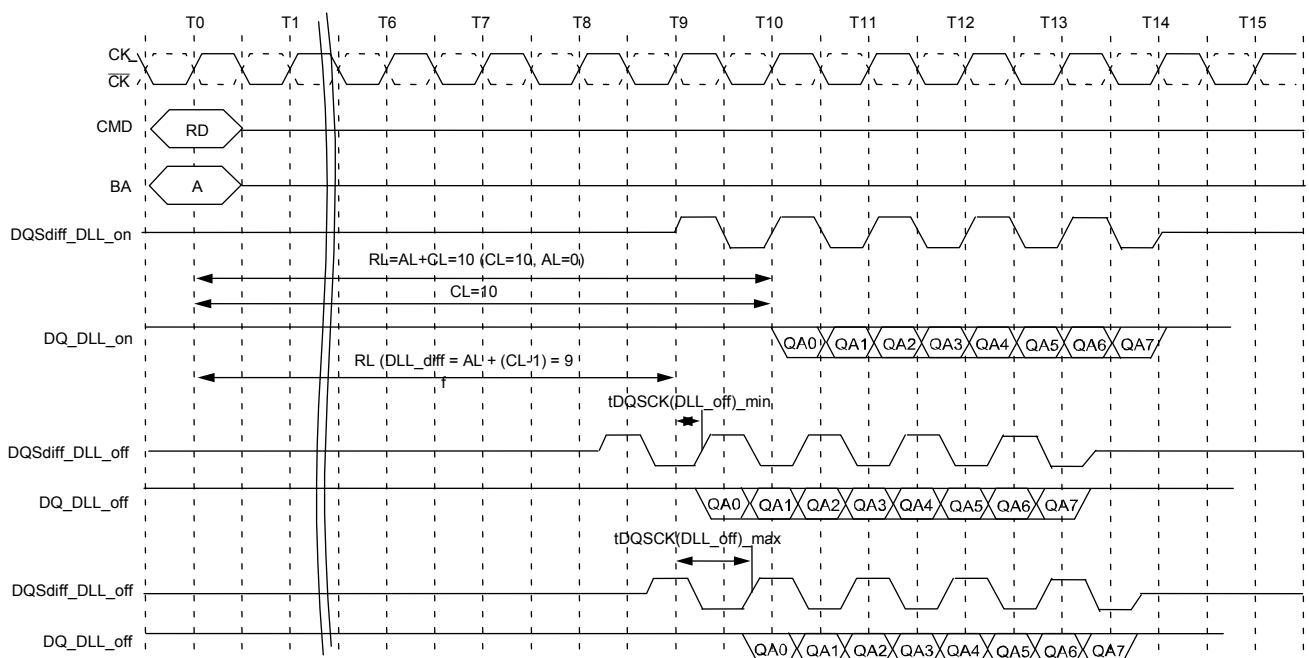 T0 T1 T6 T7 T8 T9 T10 T11 T12 T13 T14 T15
CK
CK
CMD RD
BA A
DQSdiff_DLL_on
RL=AL+CL=10 (CL=10, AL=0)
CL=10
DQ_DLL_on QA0 QA1 QA2 QA3 QA4 QA5 QA6 QA7
RL (DLL_diff = AL + (CL-1) = 9
f
tDQSCK(DLL_off)_min
DQSdiff_DLL_off
DQ_DLL_off QA0 QA1 QA2 QA3 QA4 QA5 QA6 QA7
tDQSCK(DLL_off)_max
DQSdiff_DLL_off
DQ_DLL_off QA0 QA1 QA2 QA3 QA4 QA5 QA6 QA7